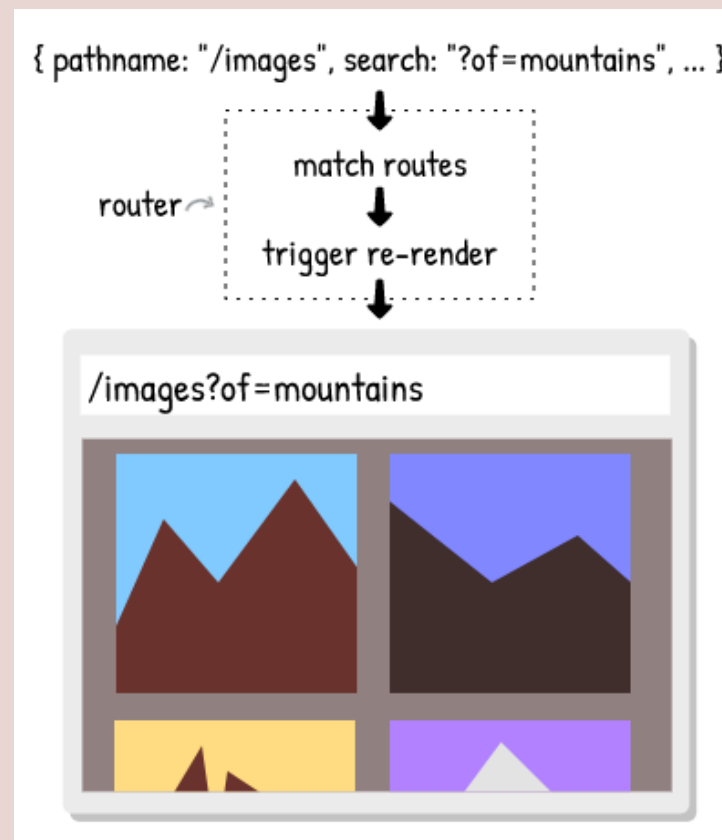 { pathname: "/images", search: "?of=mountains", ... }
match routes
router
trigger re-render
/images?of=mountains